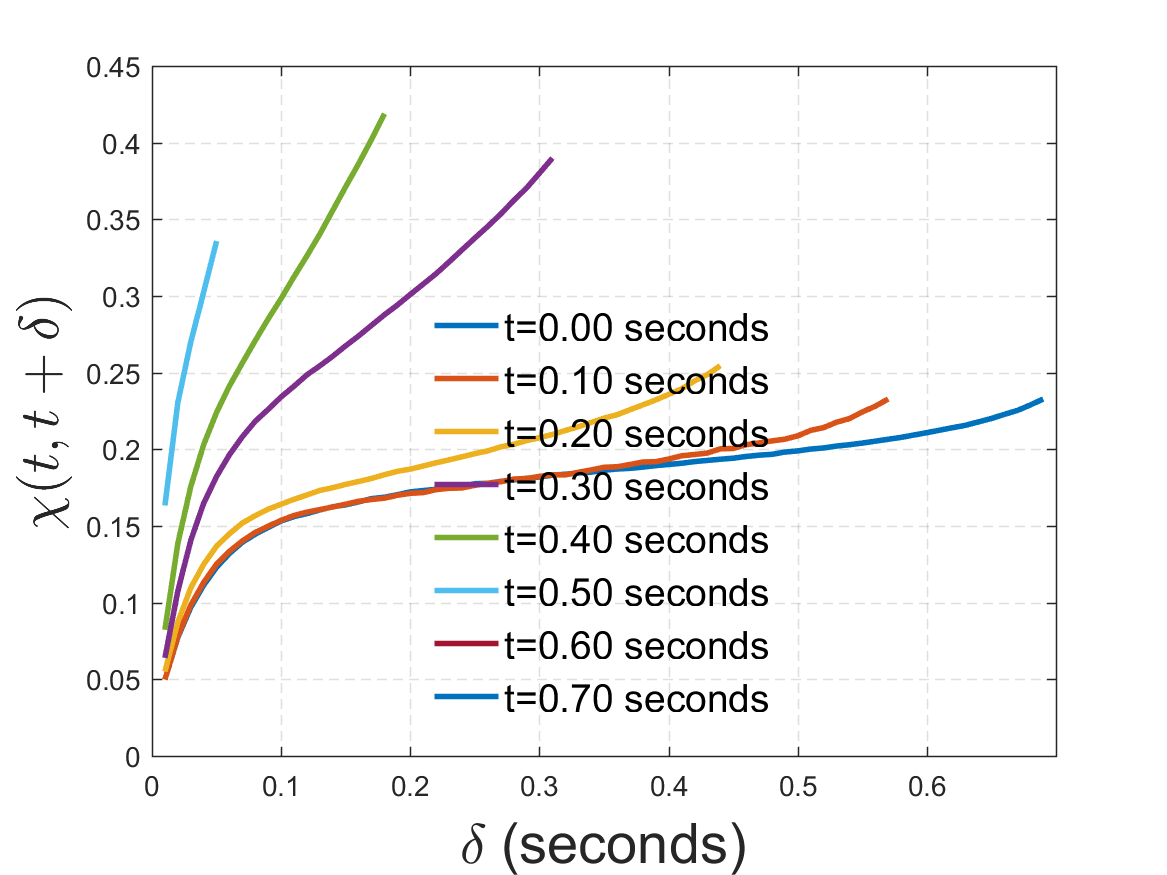 0.45
0.4
0.35
0.3
0.25
0.2
0.15
0.1
0.05
0
χ(t, t + δ)
t=0.00 seconds
t=0.10 seconds
t=0.20 seconds
t=0.30 seconds
t=0.40 seconds
t=0.50 seconds
t=0.60 seconds
t=0.70 seconds
0 0.1 0.2 0.3 0.4 0.5 0.6
δ (seconds)